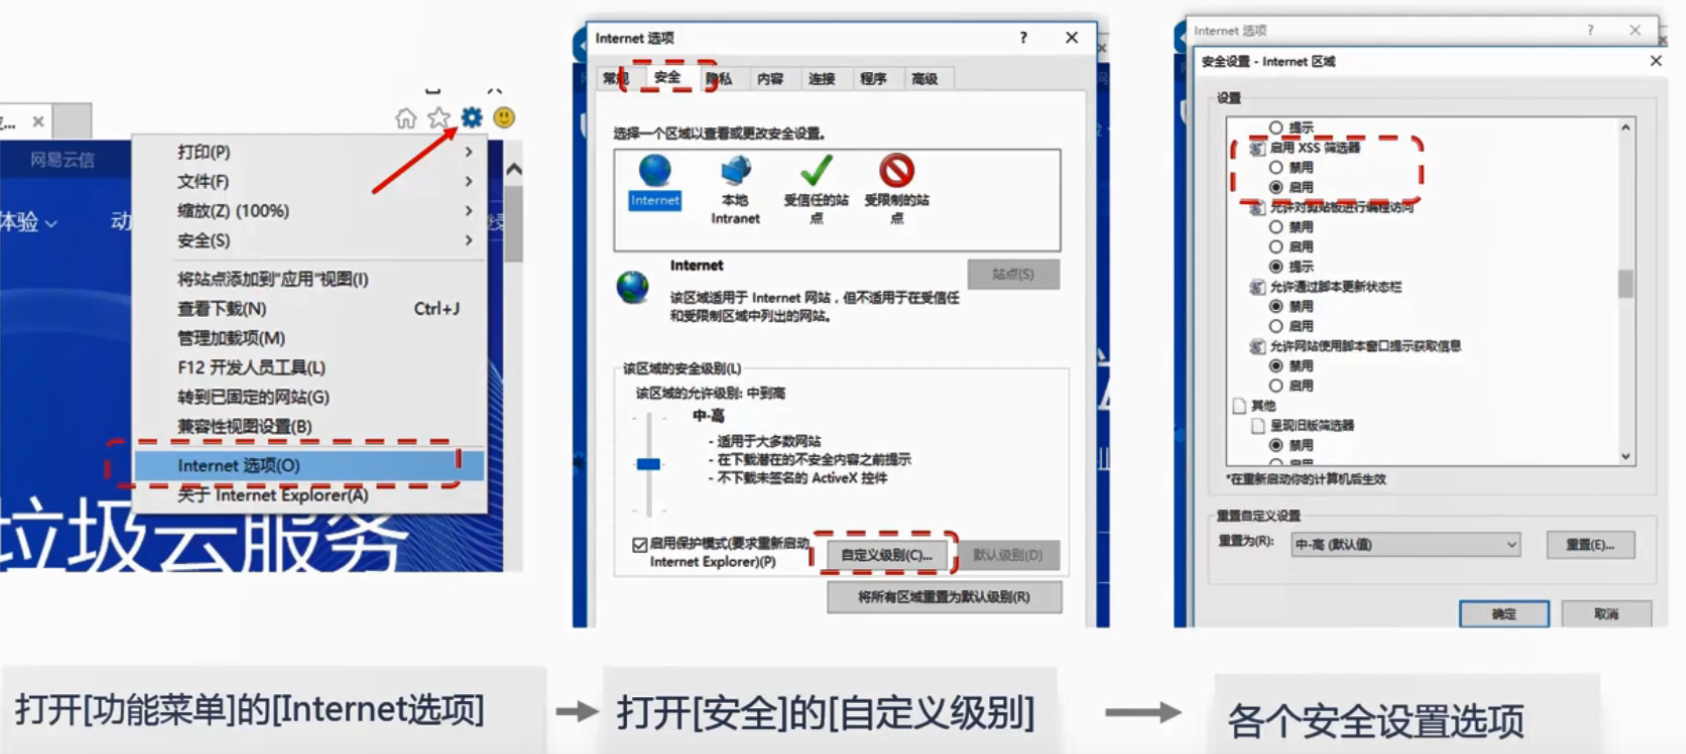 网易云信
体验
动
打印(P)
文件(F)
缩放(Z) (100%)
安全(S)
将站点添加到“应用”视图(I)
查看下载(N) Ctrl+J
管理加载项(M)
F12 开发人员工具(L)
转到已固定的网站(G)
兼容性视图设置(B)
Internet 选项(O)
关于 Internet Explorer(A)
垃圾云服务
Internet 选项
常规 安全 隐私 内容 连接 程序 高级
选择一个区域以查看或更改安全设置。
Internet
本地
Intranet
受信任的站
点
受限制的站
点
Internet
站点(S)
该区域适用于 Internet 网站，但不适用于在受信任
和受限制区域中列出的网站。
该区域的安全级别(L)
该区域的允许级别: 中到高
中-高
- 适用于大多数网站
- 在下载潜在的不安全内容之前提示
- 不下载未签名的 ActiveX 控件
启用保护模式(要求重新启动
Internet Explorer)(P)
自定义级别(C)... 默认级别(D)
将所有区域重置为默认级别(R)
Internet 选项
安全设置 - Internet 区域
设置
提示
启用 XSS 筛选器
禁用
启用
允许对剪贴板进行编程访问
禁用
启用
提示
允许通过脚本更新状态栏
禁用
启用
允许网站使用脚本窗口提示获取信息
禁用
启用
其他
呈现旧版筛选器
禁用
启用
*在重新启动你的计算机后生效
重置自定义设置
重置为(R): 中-高 (默认值) 重置(E)...
确定 取消
打开[功能菜单]的[Internet选项]
打开[安全]的[自定义级别]
各个安全设置选项